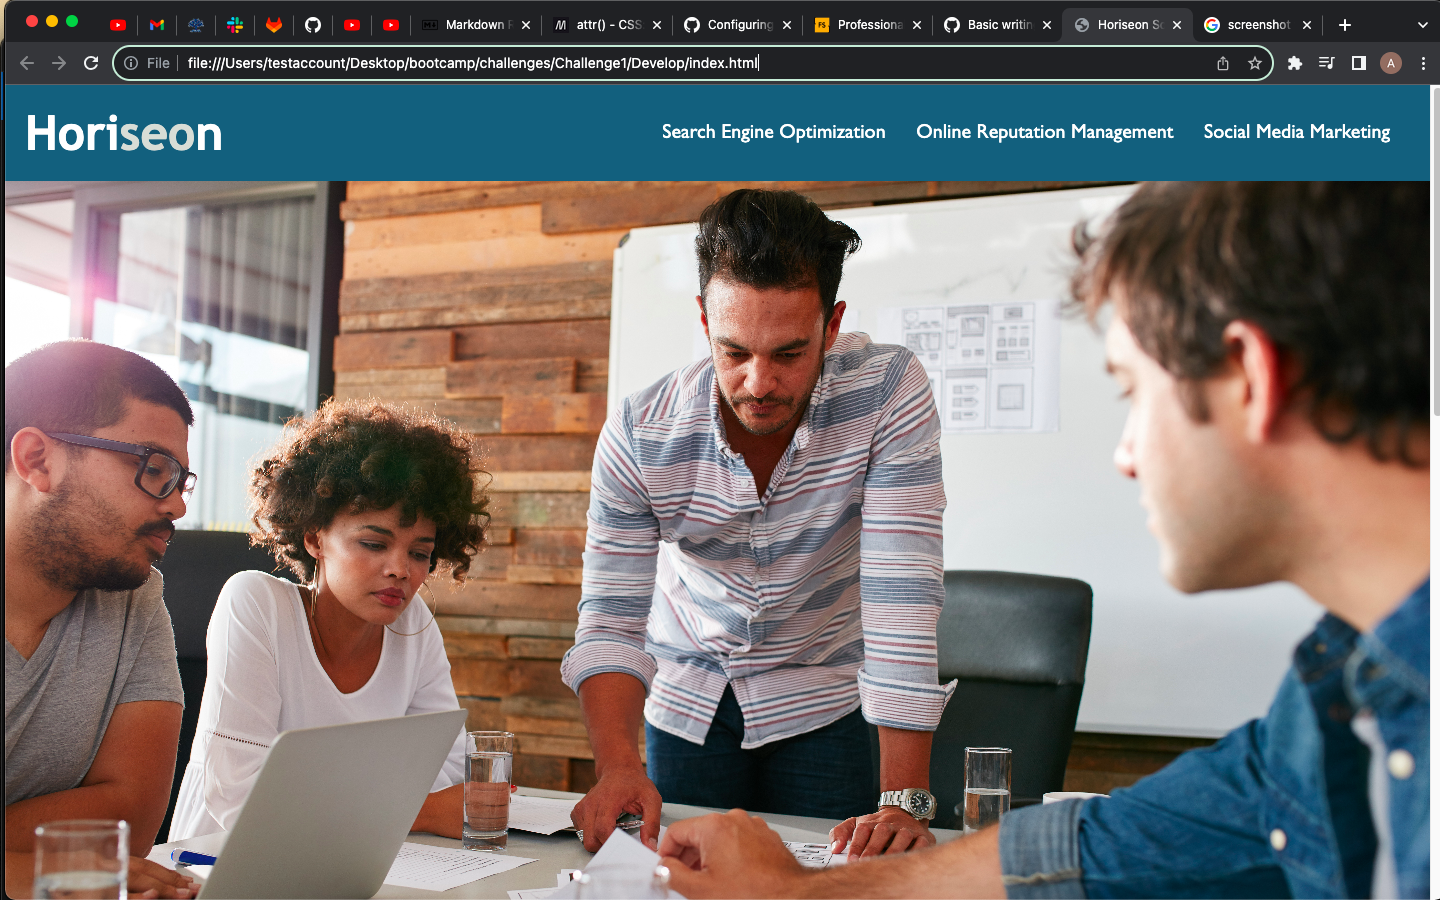 Markdown
attr() - CSS
Configuring
Professiona
Basic writin
Horiseon
screenshot
File
file:///Users/testaccount/Desktop/bootcamp/challenges/Challenge1/Develop/index.html
A
Horiseon
Search Engine Optimization
Online Reputation Management
Social Media Marketing